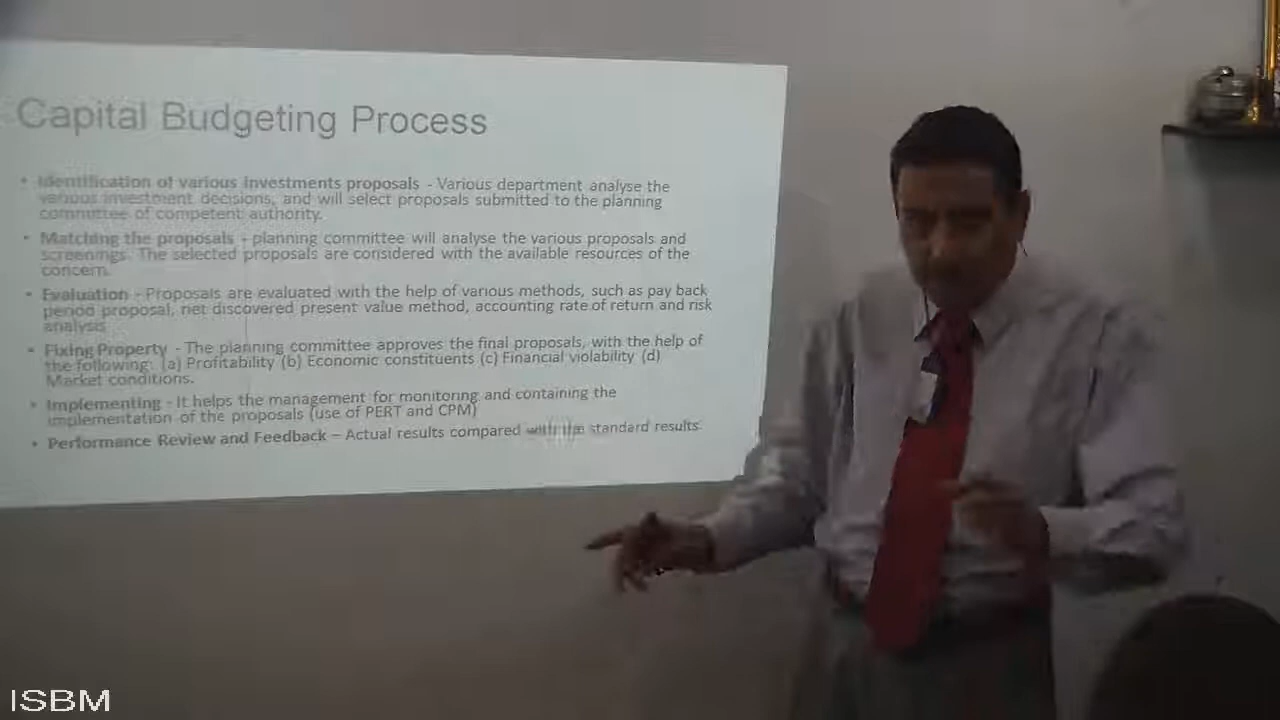 Capital Budgeting Process
• Identification of various investments proposals - Various department analyse the
various investment decisions, and will select proposals submitted to the planning
committee of competent authority.
• Matching the proposals - planning committee will analyse the various proposals and
screenings. The selected proposals are considered with the available resources of the
concern.
• Evaluation - Proposals are evaluated with the help of various methods, such as pay back
period proposal, net discovered present value method, accounting rate of return and risk
analysis
• Fixing Property - The planning committee approves the final proposals, with the help of
the following: (a) Profitability (b) Economic constituents (c) Financial violability (d)
Market conditions.
• Implementing - It helps the management for monitoring and containing the
implementation of the proposals (use of PERT and CPM)
• Performance Review and Feedback – Actual results compared with the standard results.
ISBM